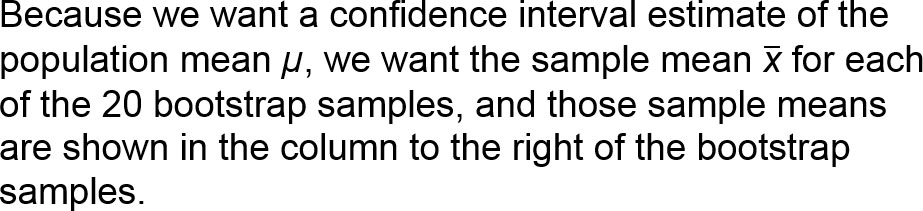 Because we want a confidence interval estimate of the
population mean μ, we want the sample mean x̅ for each
of the 20 bootstrap samples, and those sample means
are shown in the column to the right of the bootstrap
samples.